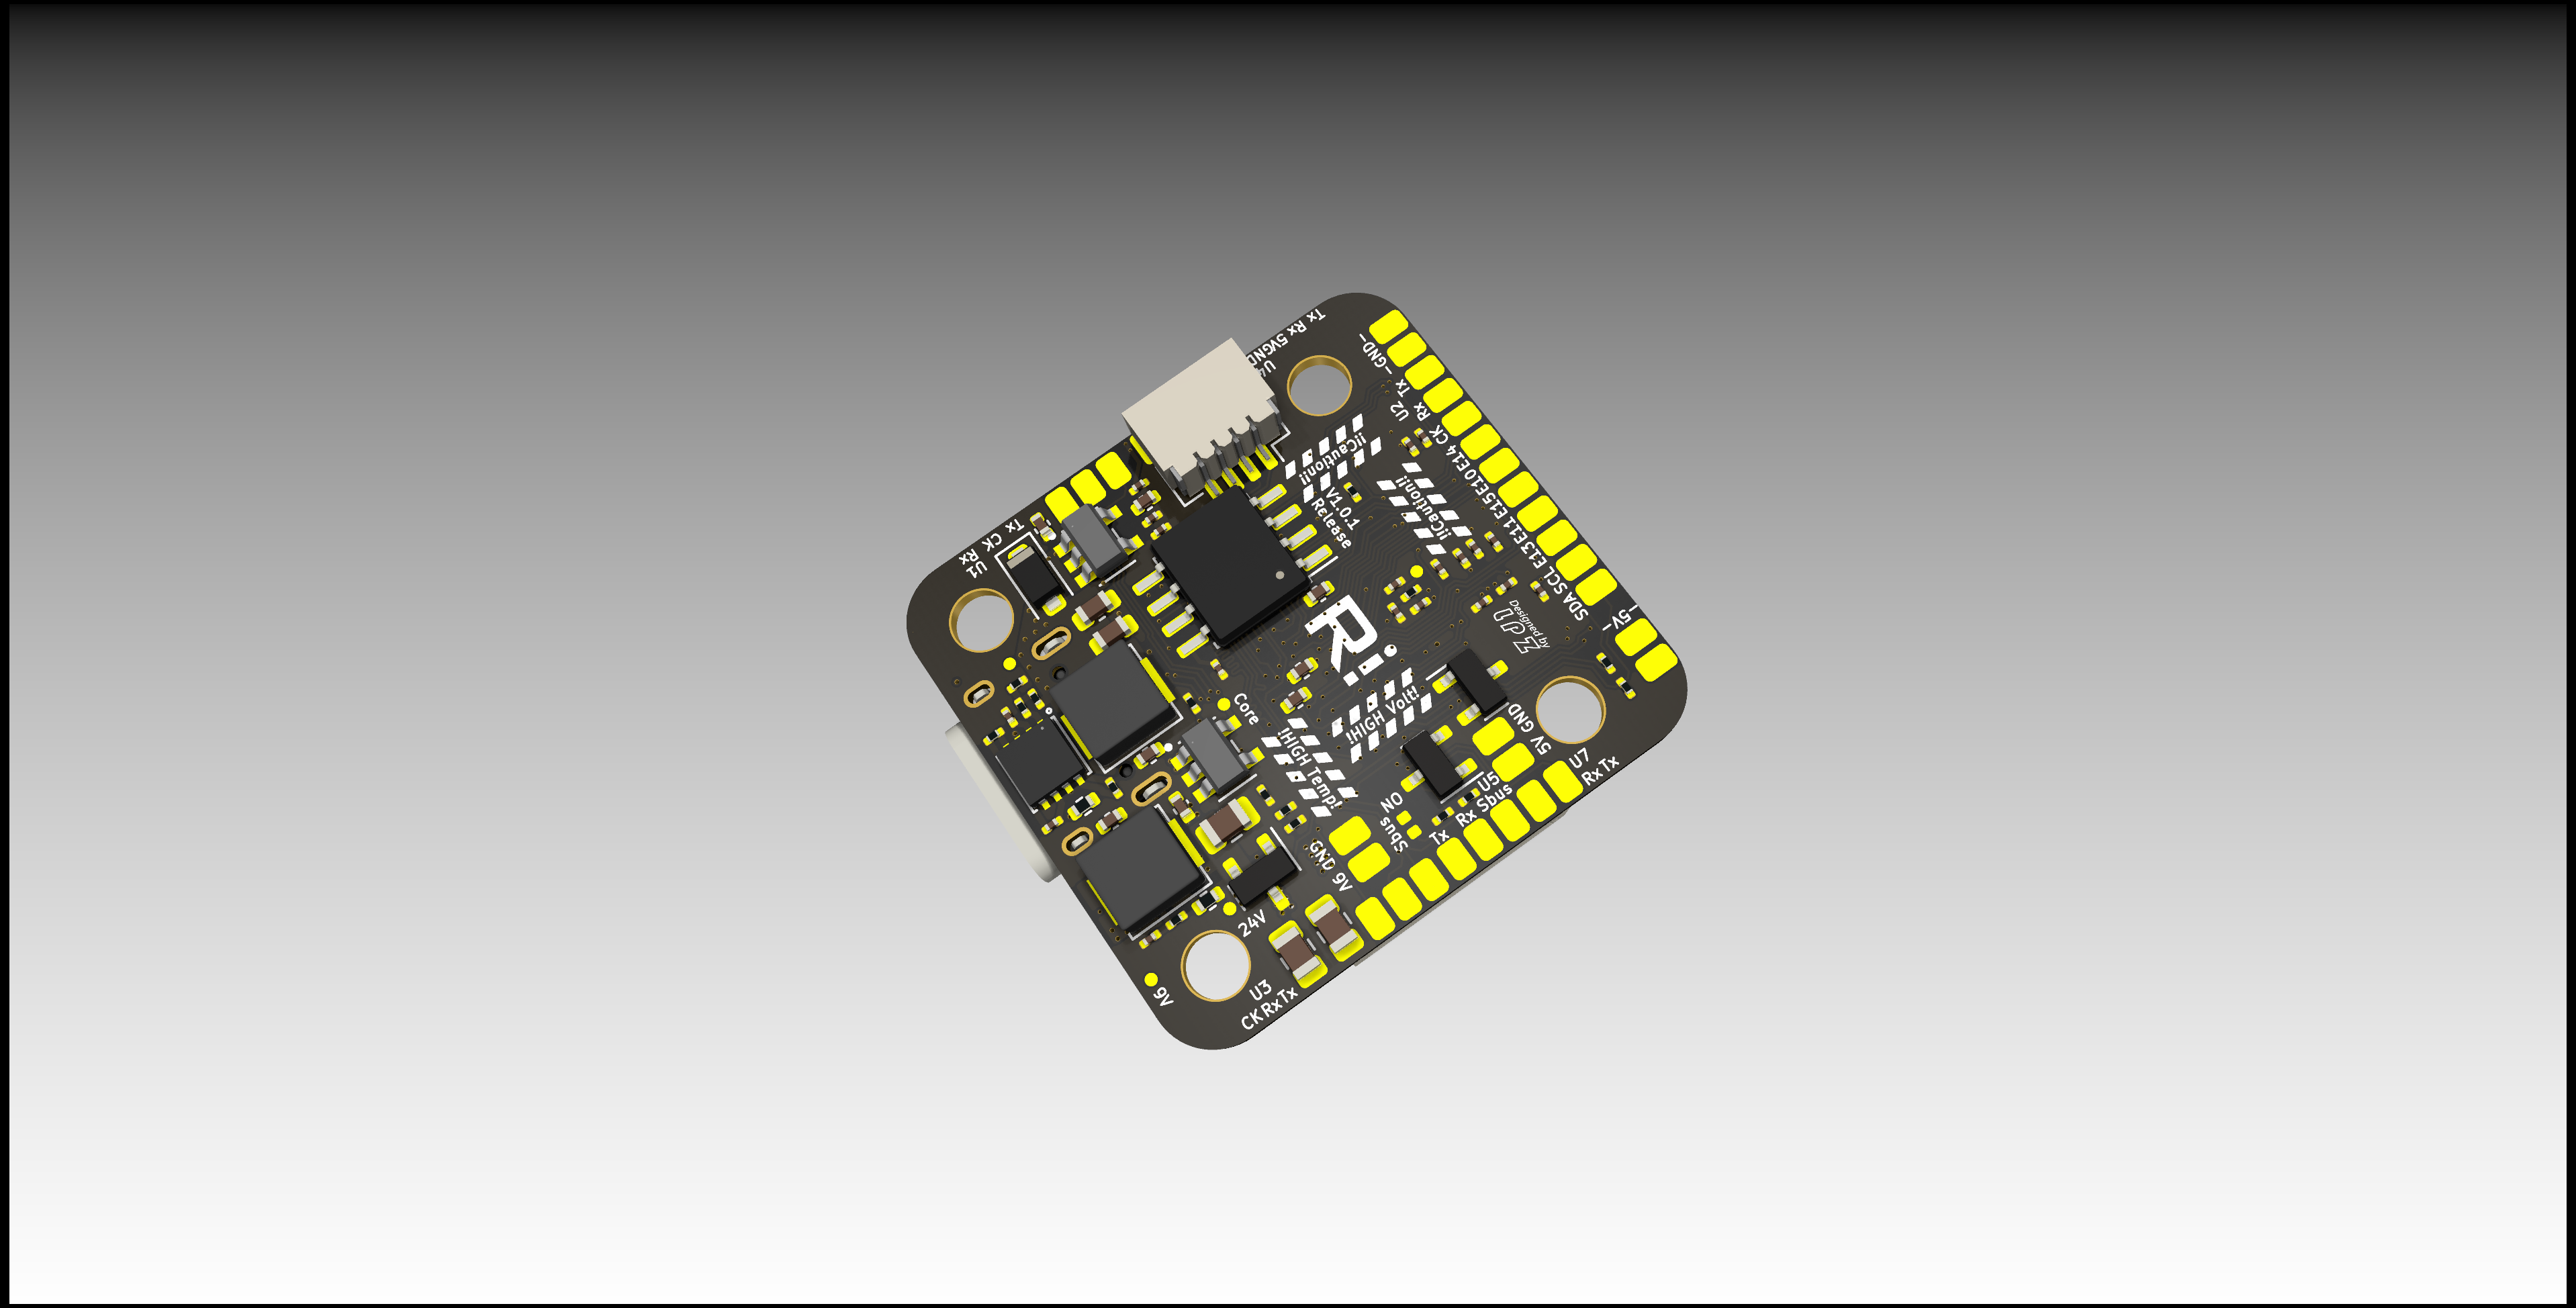 Tx Rx 5V GND
U4
-GND-
Tx
Rx
U2
CK
E14
E10
E15
E11
E13
SCL
SDA
-5V-
!!Caution!!
!!Caution!!
V1.0.1
Release
Tx CK Rx
U1
Ri
Designed by
Core
!HIGH Volt!
!HIGH Temp!
GND
5V
U7
Rx Tx
U5
Tx Rx Sbus
NO
Sbus
GND 9V
24V
U3
CK Rx Tx
9V